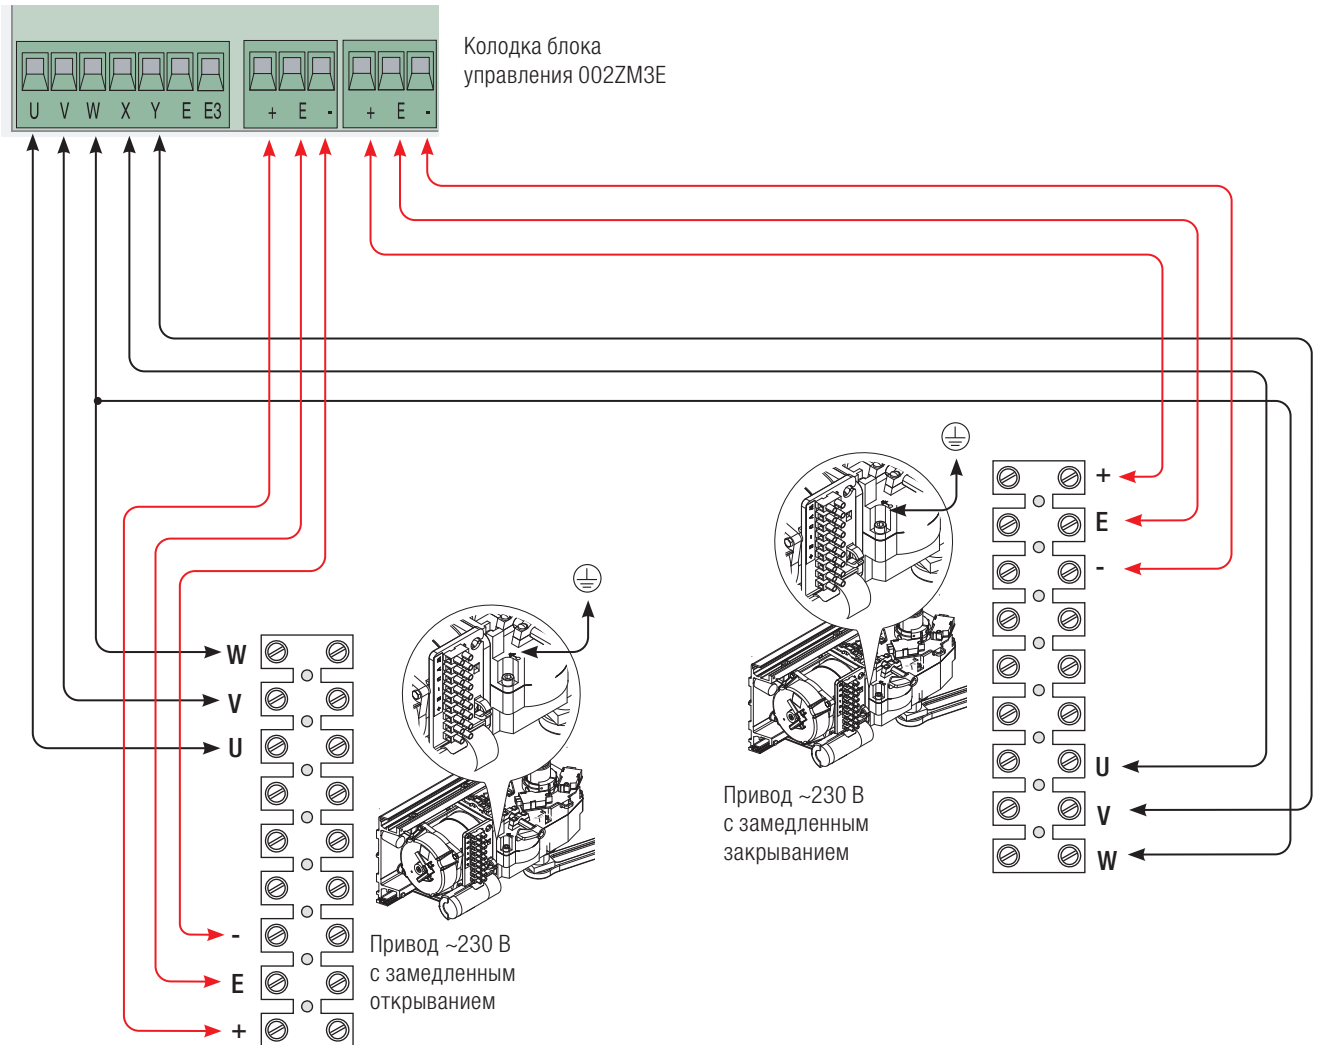 Колодка блока
управления 002ZM3E
U V W X Y E E3
+ E -
+ E -
+
E
-
U
V
W
Привод ~230 В
с замедленным
закрыванием
W
V
U
-
E
+
Привод ~230 В
с замедленным
открыванием